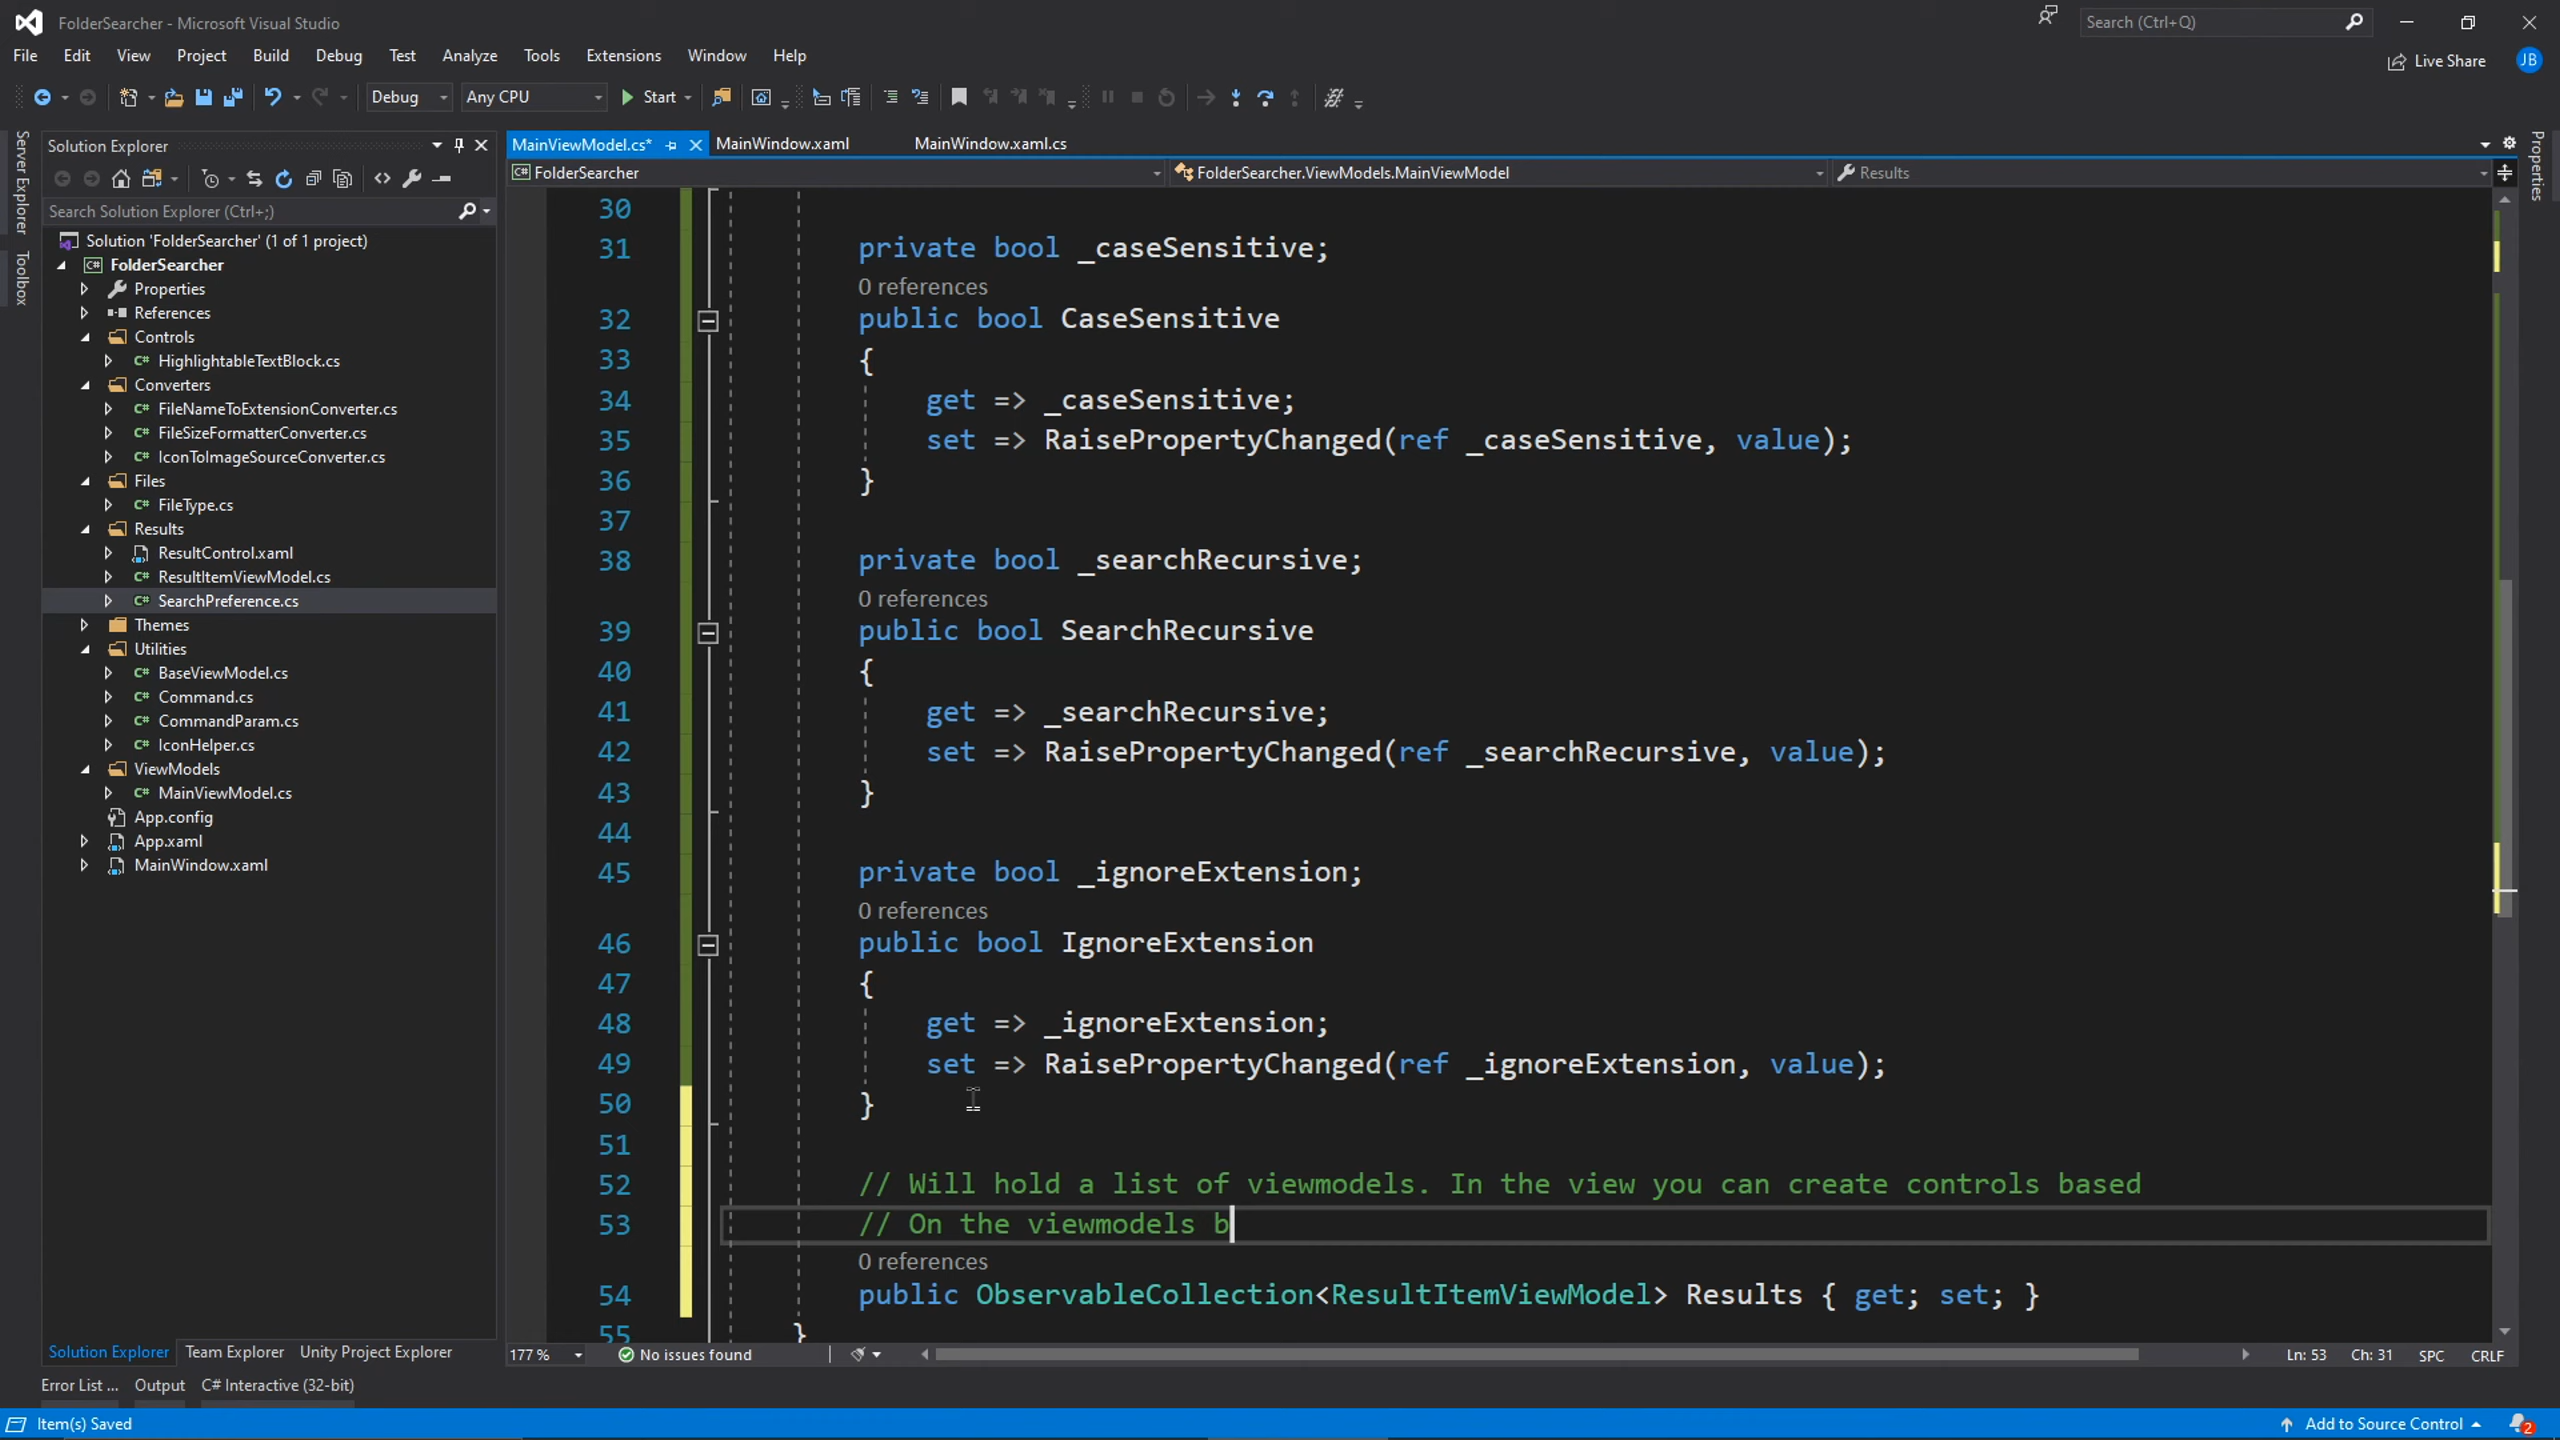 FolderSearcher - Microsoft Visual Studio
Search (Ctrl+Q)
File Edit View Project Build Debug Test Analyze Tools Extensions Window Help
Live Share
JB
Debug Any CPU Start
Server Explorer
Toolbox
Solution Explorer
Search Solution Explorer (Ctrl+;)
Solution 'FolderSearcher' (1 of 1 project)
FolderSearcher
Properties
References
Controls
HighlightableTextBlock.cs
Converters
FileNameToExtensionConverter.cs
FileSizeFormatterConverter.cs
IconToImageSourceConverter.cs
Files
FileType.cs
Results
ResultControl.xaml
ResultItemViewModel.cs
SearchPreference.cs
Themes
Utilities
BaseViewModel.cs
Command.cs
CommandParam.cs
IconHelper.cs
ViewModels
MainViewModel.cs
App.config
App.xaml
MainWindow.xaml
Solution Explorer Team Explorer Unity Project Explorer
MainViewModel.cs* MainWindow.xaml MainWindow.xaml.cs
FolderSearcher FolderSearcher.ViewModels.MainViewModel Results
Properties
30
31 private bool _caseSensitive;
0 references
32 public bool CaseSensitive
33 {
34 get => _caseSensitive;
35 set => RaisePropertyChanged(ref _caseSensitive, value);
36 }
37
38 private bool _searchRecursive;
0 references
39 public bool SearchRecursive
40 {
41 get => _searchRecursive;
42 set => RaisePropertyChanged(ref _searchRecursive, value);
43 }
44
45 private bool _ignoreExtension;
0 references
46 public bool IgnoreExtension
47 {
48 get => _ignoreExtension;
49 set => RaisePropertyChanged(ref _ignoreExtension, value);
50 }
51
52 // Will hold a list of viewmodels. In the view you can create controls based
53 // On the viewmodels b
0 references
54 public ObservableCollection<ResultItemViewModel> Results { get; set; }
55 }
177 % No issues found Ln: 53 Ch: 31 SPC CRLF
Error List ... Output C# Interactive (32-bit)
Item(s) Saved Add to Source Control 2